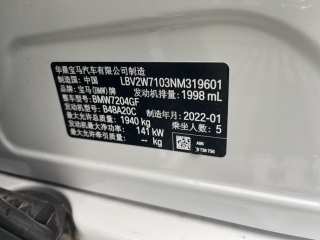 华晨宝马汽车有限公司制造
制造国: 中国 LBV2W7103NM319601
发动机排量: 1998 mL
品牌: 宝马(BMW)牌
整车型号: BMW7204GF
发动机型号: B48A20C
最大允许总质量: 1940 kg 制造年月: 2022-01
发动机最大净功率: 141 kW 乘坐人数: 5
-- kg